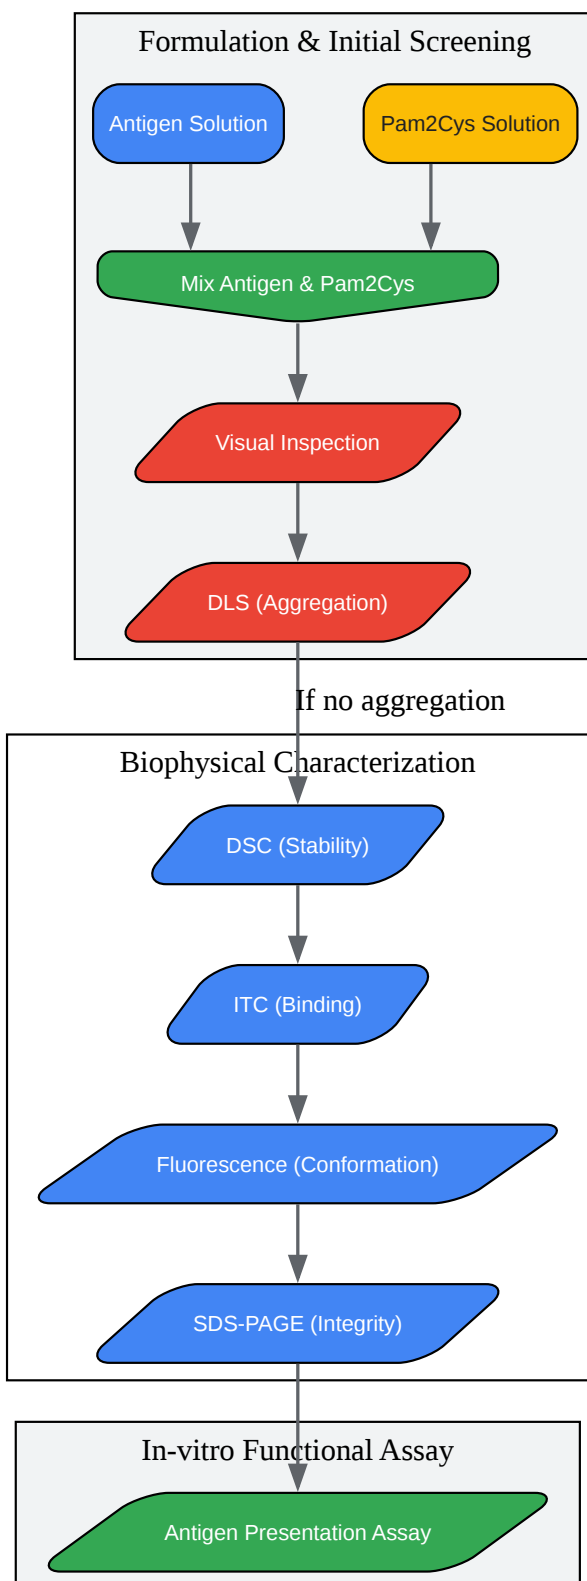 Formulation & Initial Screening
Antigen Solution
Pam2Cys Solution
Mix Antigen & Pam2Cys
Visual Inspection
DLS (Aggregation)
If no aggregation
Biophysical Characterization
DSC (Stability)
ITC (Binding)
Fluorescence (Conformation)
SDS-PAGE (Integrity)
In-vitro Functional Assay
Antigen Presentation Assay